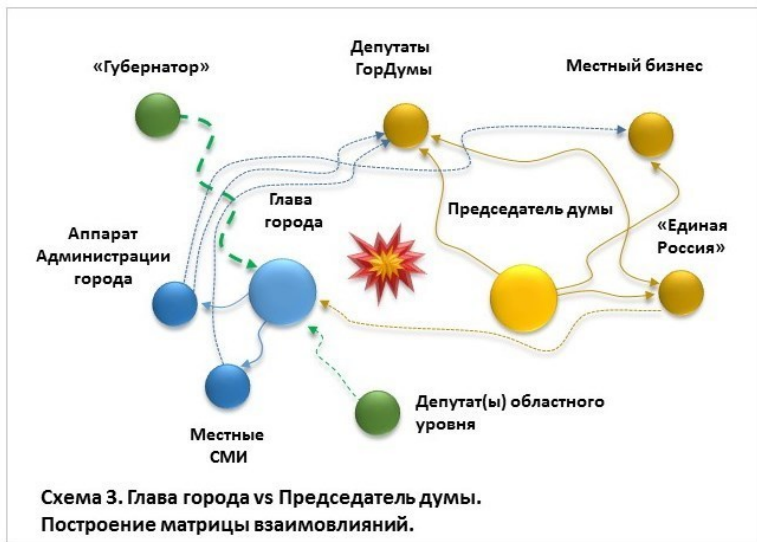 «Губернатор»
Депутаты
ГорДумы
Местный бизнес
Глава
города
Председатель думы
«Единая
Россия»
Аппарат
Администрации
города
Местные
СМИ
Депутат(ы) областного
уровня
Схема 3. Глава города vs Председатель думы.
Построение матрицы взаимовлияний.